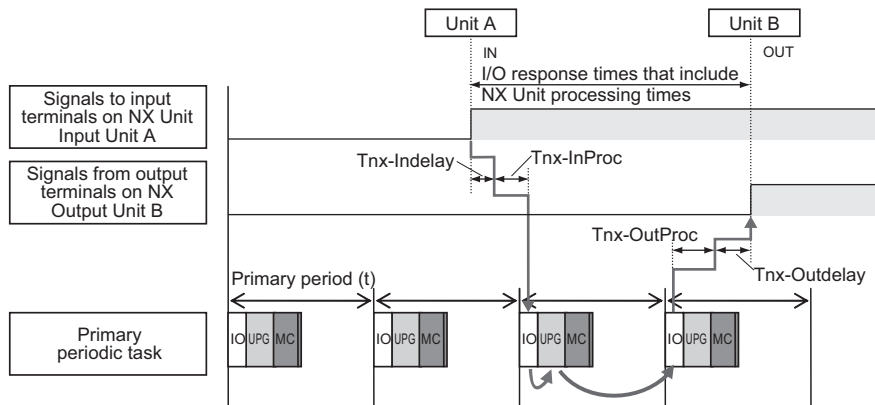 Unit A
Unit B
IN
OUT
I/O response times that include
NX Unit processing times
Signals to input
terminals on NX Unit
Input Unit A
Tnx-Indelay
Tnx-InProc
Signals from output
terminals on NX
Output Unit B
Tnx-OutProc
Tnx-Outdelay
Primary period (t)
Primary
periodic task
IO UPG MC
IO UPG MC
IO UPG MC
IO UPG MC